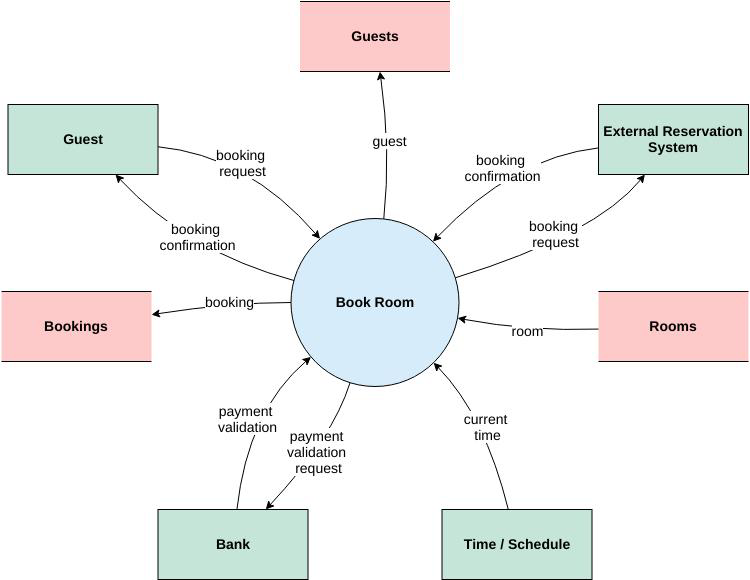 Guests
Guest
External Reservation
System
guest
booking
request
booking
confirmation
booking
confirmation
booking
request
Bookings
booking
Book Room
room
Rooms
payment
validation
payment
validation
request
current
time
Bank
Time / Schedule